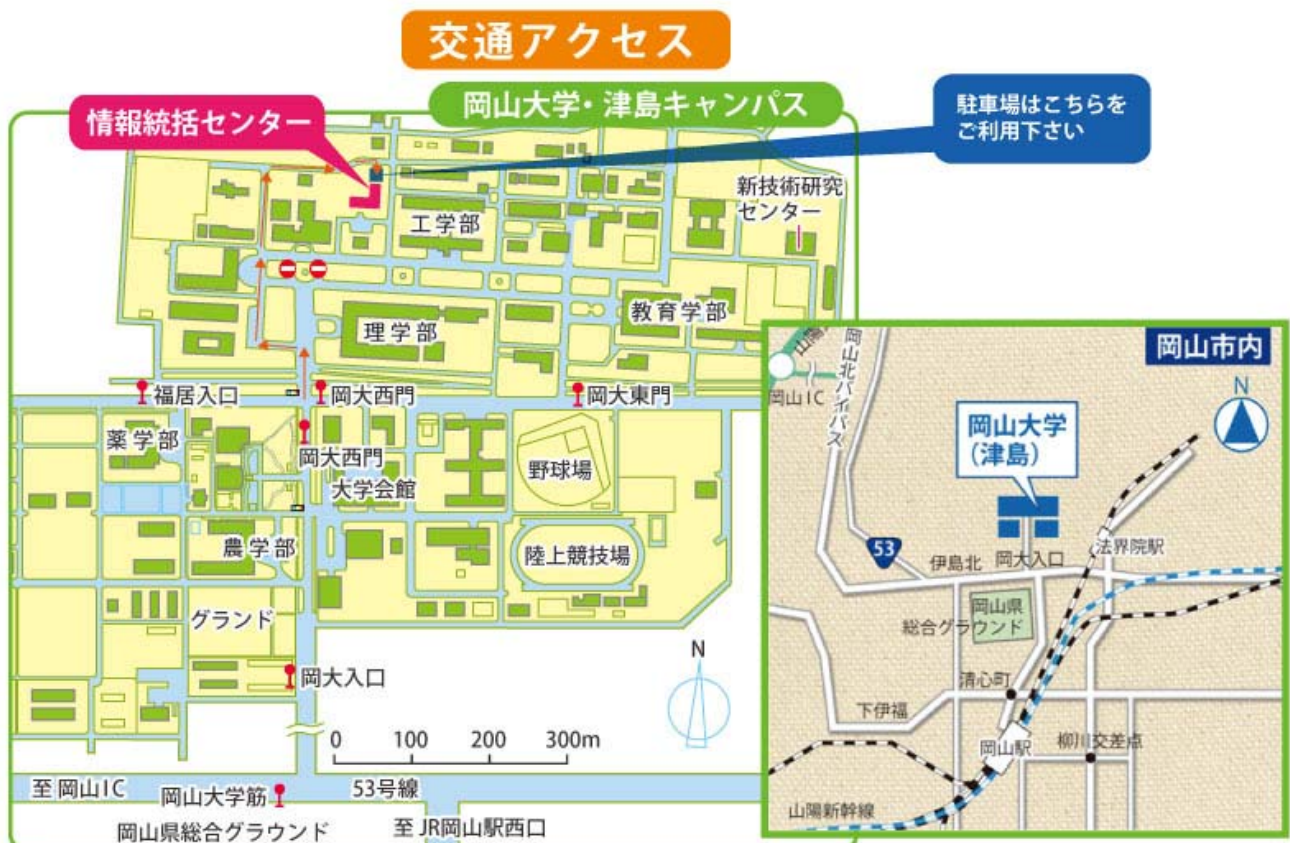 交通アクセス
岡山大学・津島キャンパス
情報統括センター
駐車場はこちらを
ご利用下さい
新技術研究
センター
工学部
教育学部
理学部
福居入口
岡大西門
岡大東門
薬学部
岡大西門
大学会館
野球場
農学部
陸上競技場
グランド
岡大入口
N
0 100 200 300m
至 岡山IC
岡山大学筋
53号線
岡山県総合グラウンド
至 JR岡山駅西口
岡山市内
N
山陽
岡山IC
岡山北バイパス
岡山大学
(津島)
53
伊島北
岡大入口
法界院駅
岡山県
総合グラウンド
清心町
下伊福
岡山駅
柳川交差点
山陽新幹線